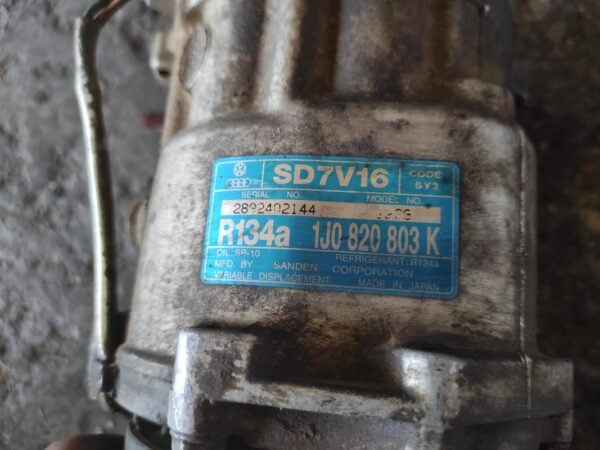 SD7V16
CODE
SY3
SERIAL NO.
MODEL NO.
2892402144
R134a 1J0 820 803 K
OIL. SP-10
REFRIGERANT. R134a
MFD. BY SANDEN CORPORATION
VARIABLE DISPLACEMENT MADE IN JAPAN